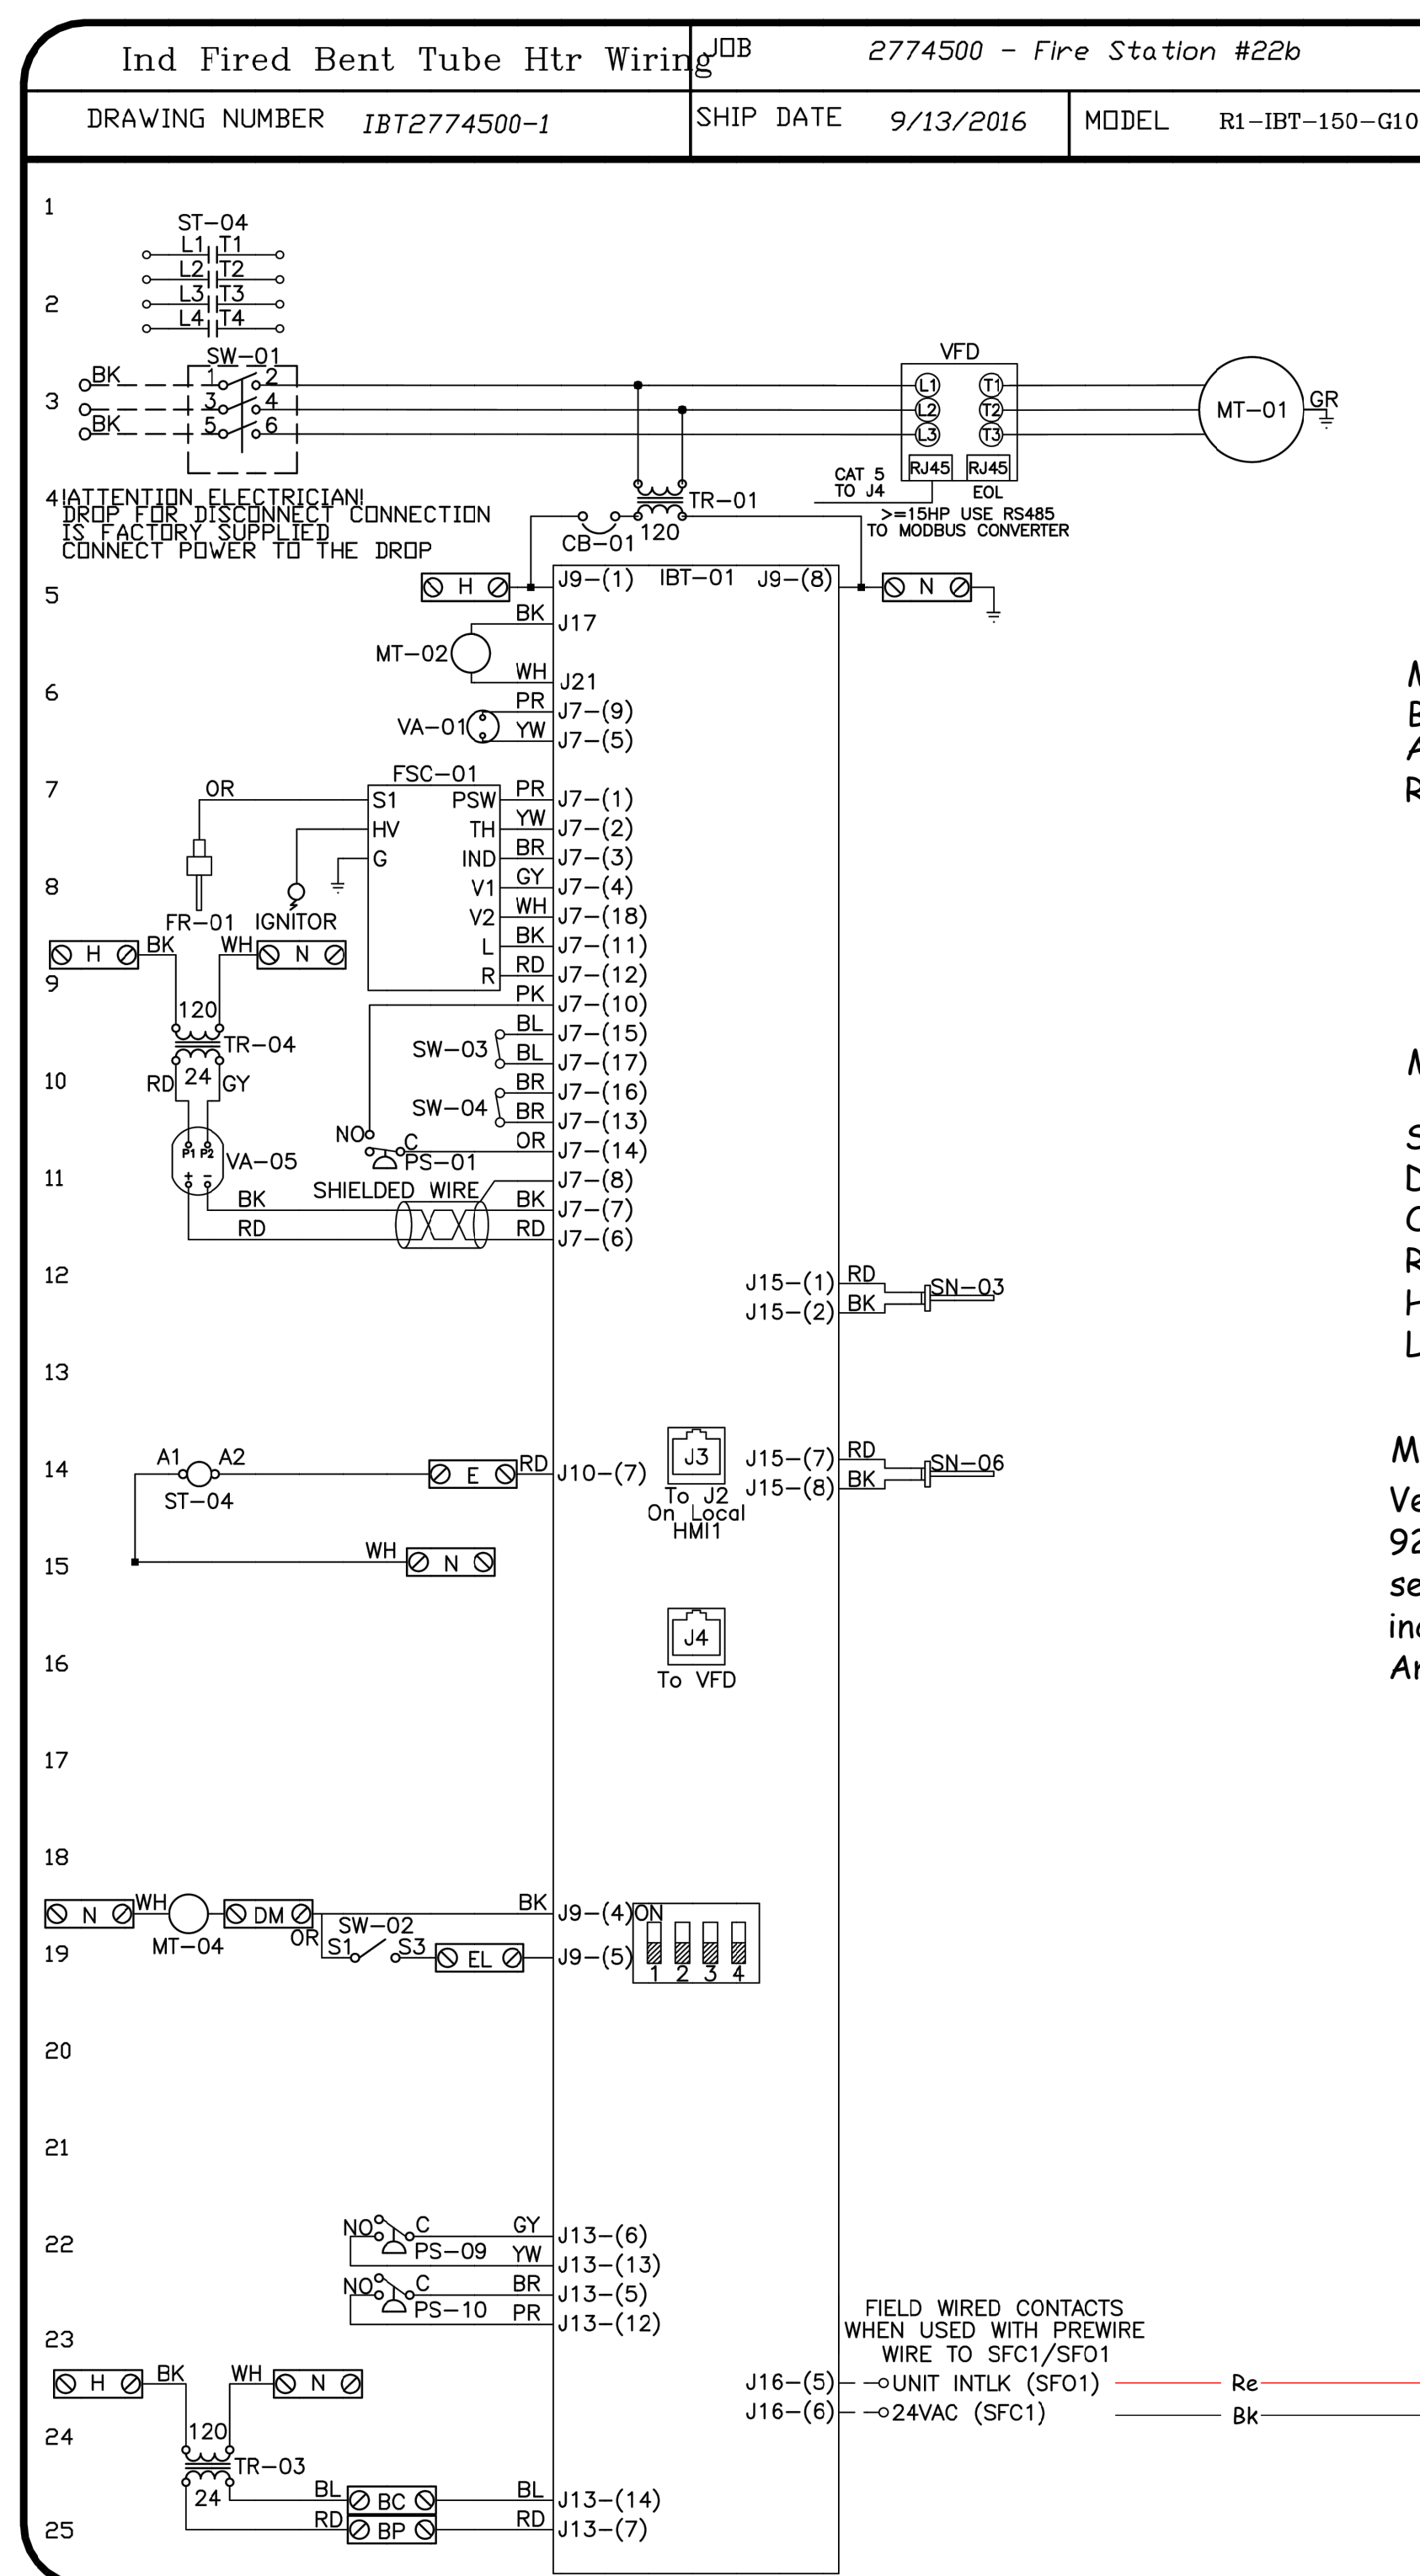 Ind Fired Bent Tube Htr Wiring
JOB 2774500 - Fire Station #22b
DRAWING NUMBER IBT2774500-1
SHIP DATE 9/13/2016
MODEL R1-IBT-150-G10
1
ST-04
L1 T1
L2 T2
2
L3 T3
L4 T4
SW-01
VFD
BK 1 2 L1 T1
3
3 4 L2 T2 MT-01 GR
BK 5 6 L3 T3
RJ45 RJ45
CAT 5
TO J4
EOL
4
!ATTENTION ELECTRICIAN!
DROP FOR DISCONNECT CONNECTION
IS FACTORY SUPPLIED
CONNECT POWER TO THE DROP
TR-01
>=15HP USE RS485
TO MODBUS CONVERTER
CB-01 120
5
H J9-(1) IBT-01 J9-(8) N
BK J17
MT-02
WH J21
6
PR J7-(9)
VA-01
YW J7-(5)
FSC-01
7
OR S1 PSW PR J7-(1)
HV TH YW J7-(2)
G IND BR J7-(3)
8
V1 GY J7-(4)
FR-01 IGNITOR V2 WH J7-(18)
H BK WH N L BK J7-(11)
9
R RD J7-(12)
120 PK J7-(10)
TR-04
BL J7-(15)
SW-03
BL J7-(17)
10
RD 24 GY
BR J7-(16)
SW-04
BR J7-(13)
NO C OR J7-(14)
P1 P2
VA-05 PS-01
+ -
11
SHIELDED WIRE J7-(8)
BK BK J7-(7)
RD RD J7-(6)
12
J15-(1) RD SN-03
J15-(2) BK
13
14
A1 A2 E RD J10-(7) J3 J15-(7) RD SN-06
ST-04 J15-(8) BK
To J2
On Local
HMI1
15
WH N
16
J4
To VFD
17
18
N WH DM BK J9-(4) ON
MT-04
19
OR SW-02
S1 S3 EL J9-(5) 1 2 3 4
20
21
22
NO C GY J13-(6)
PS-09 YW J13-(13)
NO C BR J13-(5)
PS-10 PR J13-(12)
23
FIELD WIRED CONTACTS
WHEN USED WITH PREWIRE
WIRE TO SFC1/SFO1
H BK WH N J16-(5) UNIT INTLK (SFO1) Re
J16-(6) 24VAC (SFC1) Bk
24
120
TR-03
24 BL BC BL J13-(14)
25
RD BP RD J13-(7)